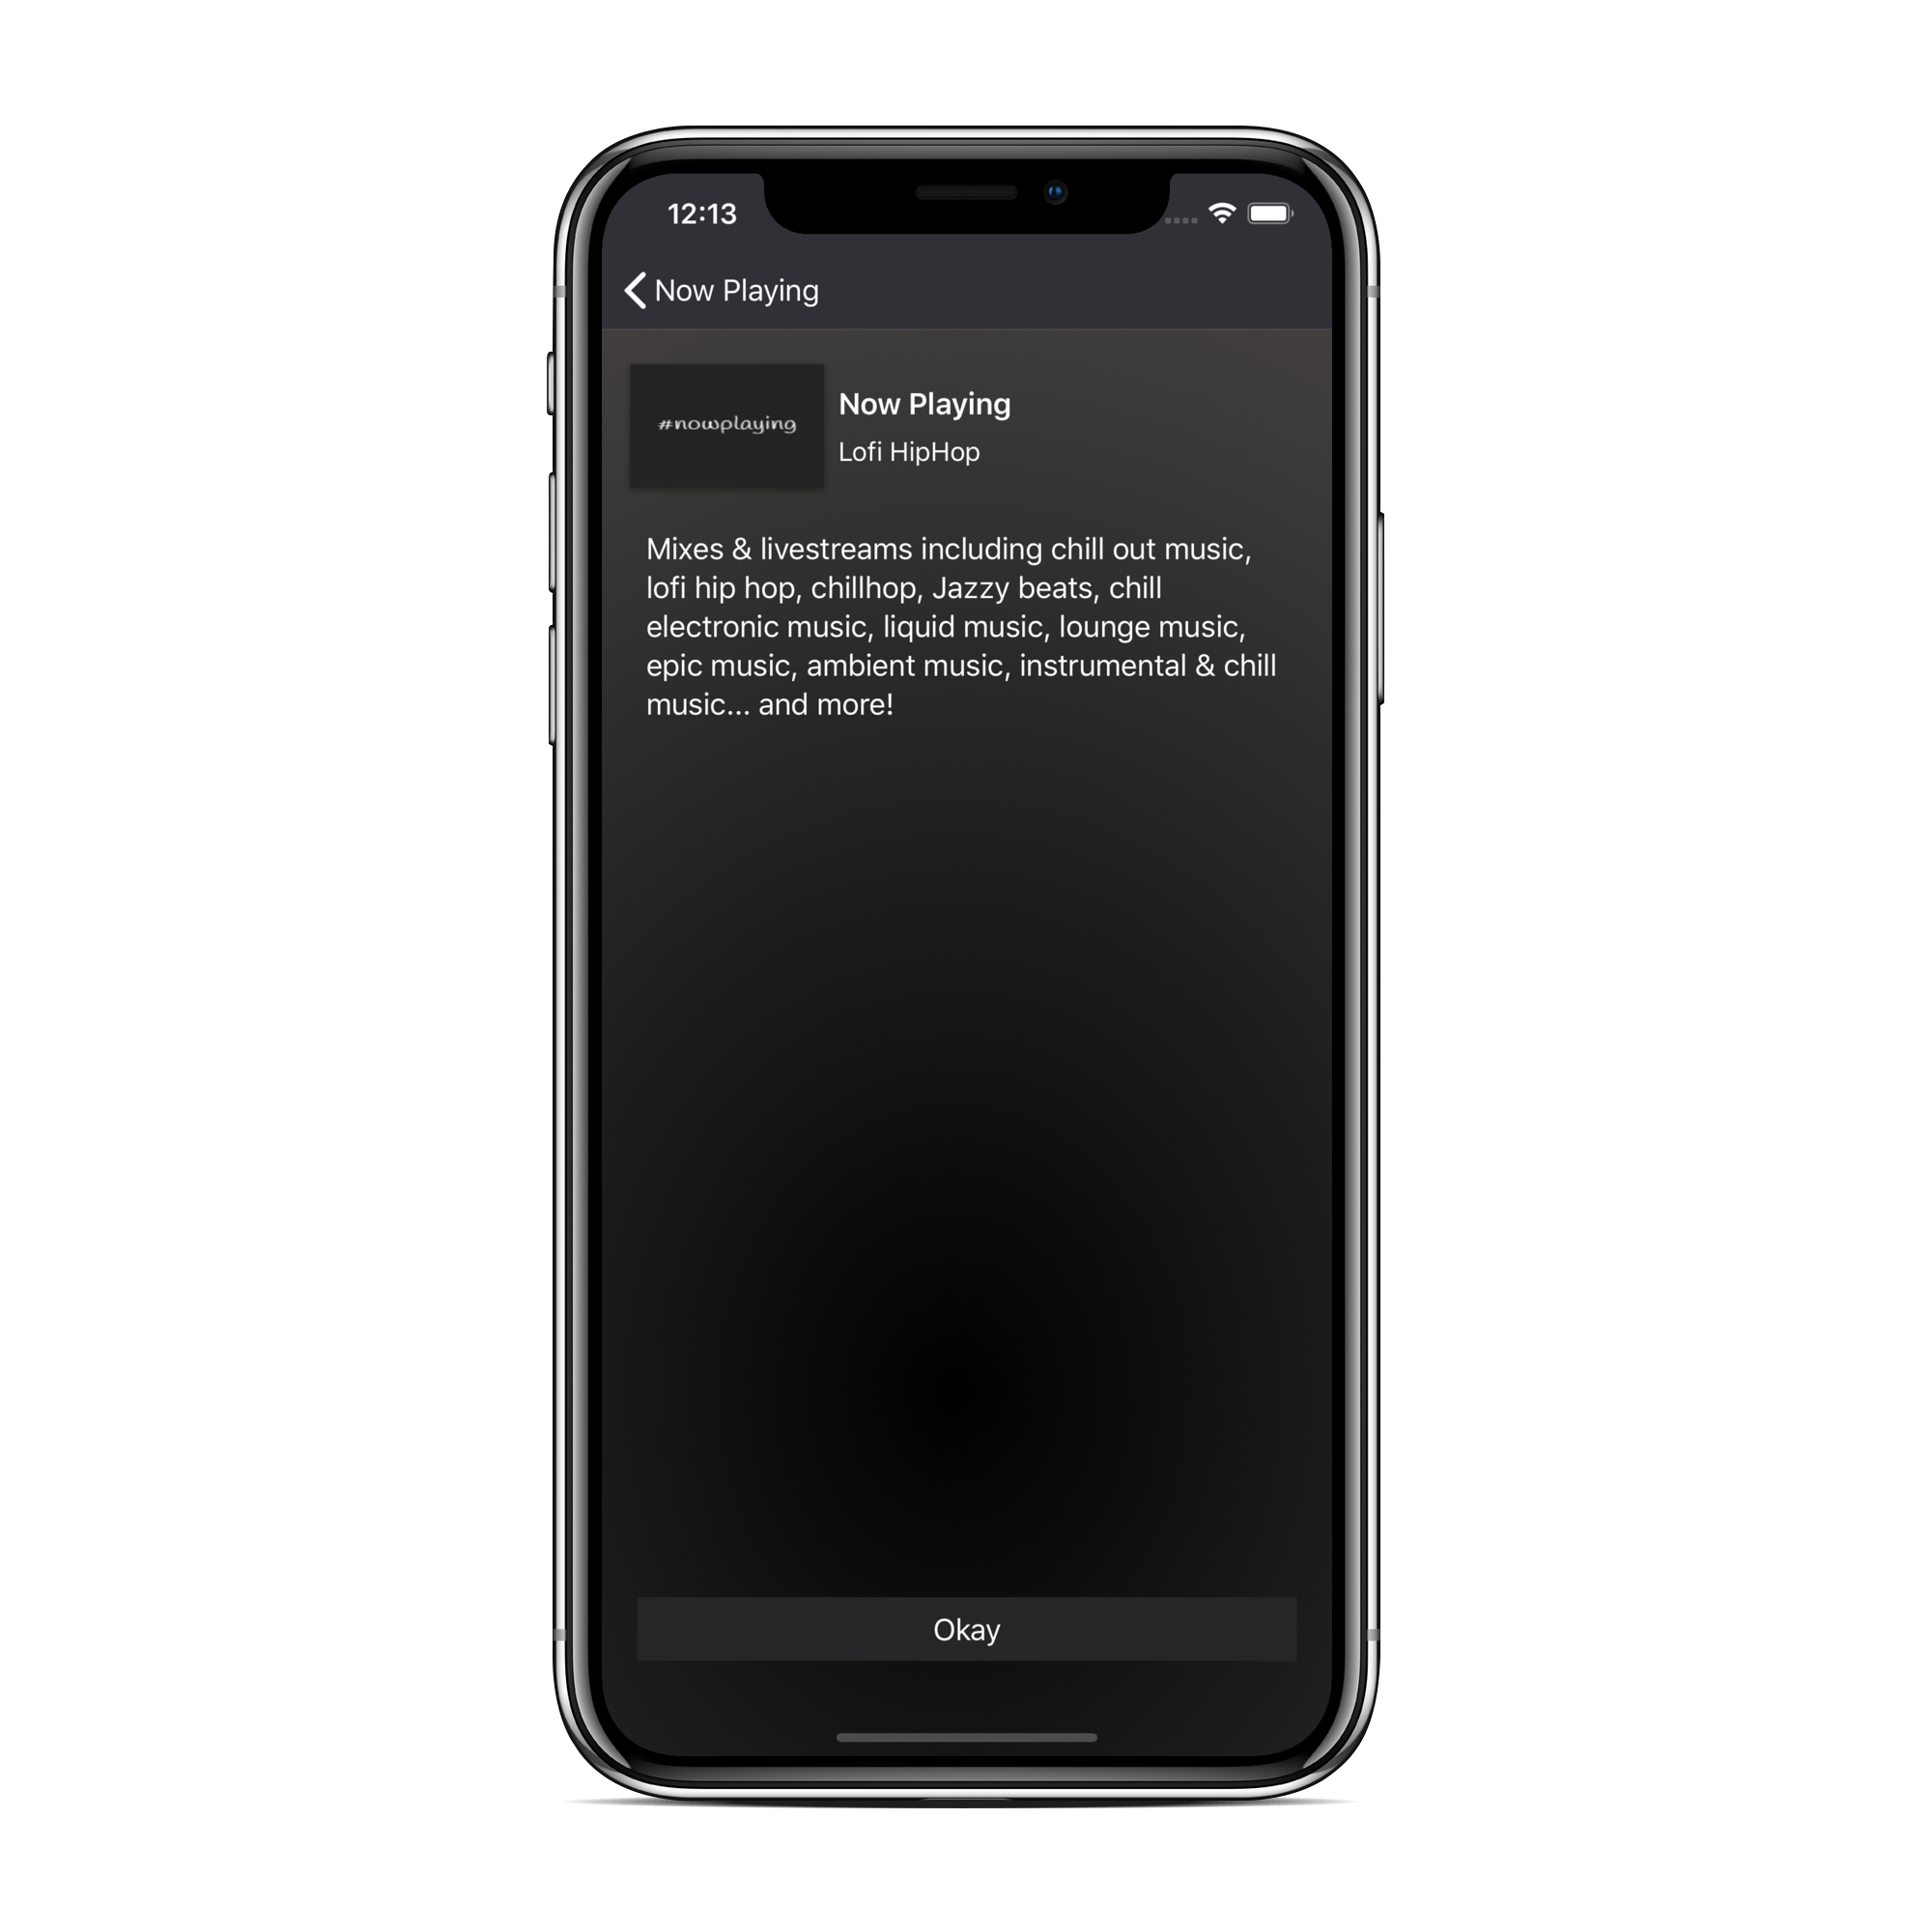 12:13
Now Playing
#nowplaying
Now Playing
Lofi HipHop
Mixes & livestreams including chill out music,
lofi hip hop, chillhop, Jazzy beats, chill
electronic music, liquid music, lounge music,
epic music, ambient music, instrumental & chill
music... and more!
Okay